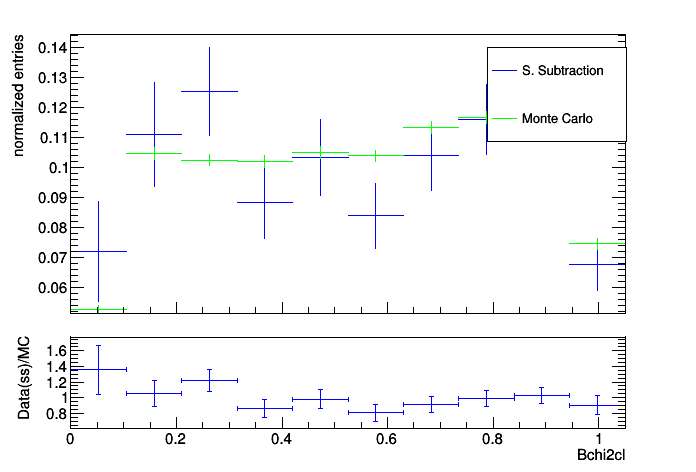 normalized entries
0.14
0.13
0.12
0.11
0.1
0.09
0.08
0.07
0.06
S. Subtraction
Monte Carlo
Data(ss)/MC
1.6
1.4
1.2
1
0.8
0 0.2 0.4 0.6 0.8 1
Bchi2cl